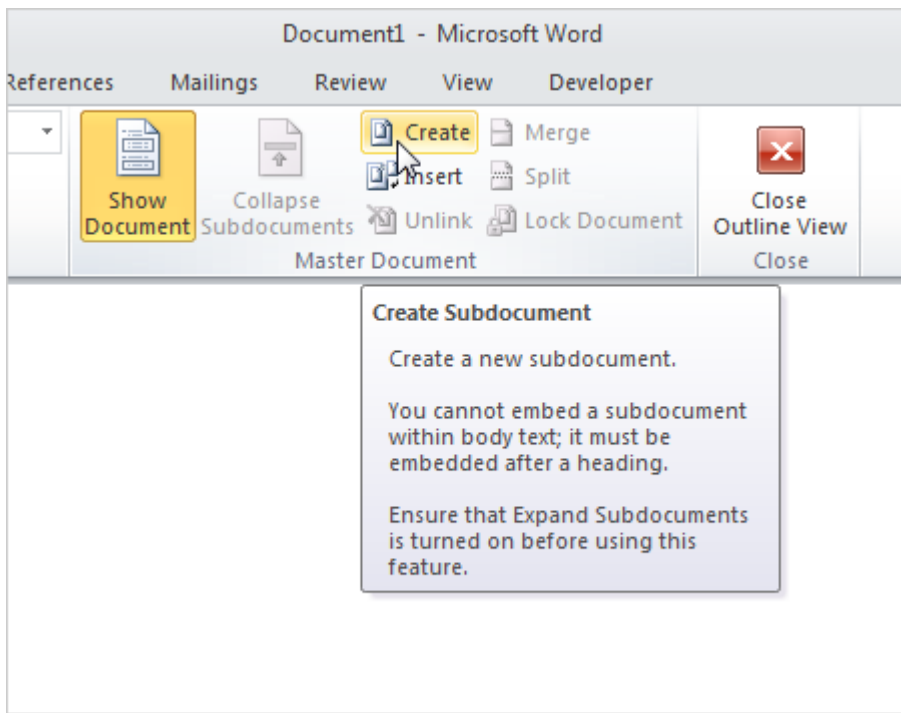 Document1 - Microsoft Word
References Mailings Review View Developer
Create Merge
Insert Split
Show Document
Collapse Subdocuments
Unlink Lock Document
Close Outline View
Master Document Close
Create Subdocument
Create a new subdocument.
You cannot embed a subdocument
within body text; it must be
embedded after a heading.
Ensure that Expand Subdocuments
is turned on before using this
feature.